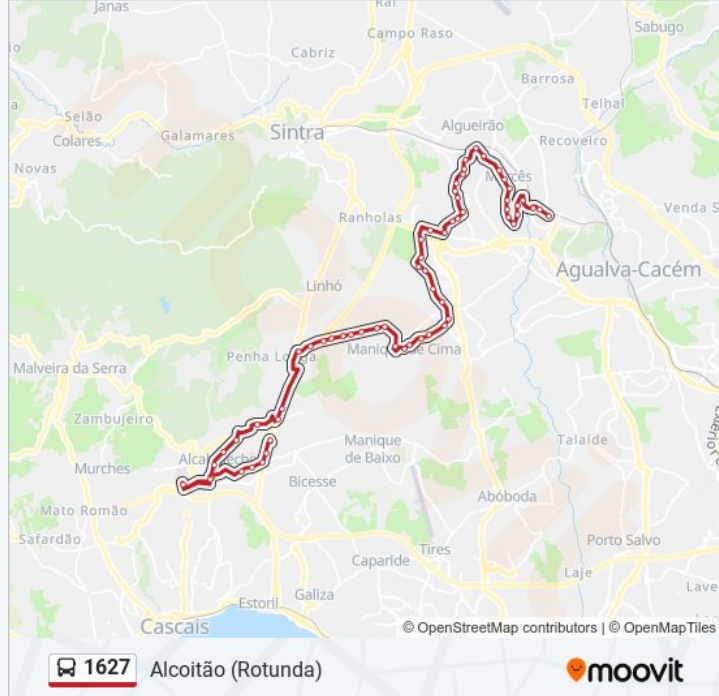 Janas
Ral
Sabugo
Campo Raso
Cabriz
Barrosa
Telhal
Selão
Colares
Galamares
Sintra
Algueirão
Recoveiro
Novas
Mercês
Ranholas
Venda S
Agualva-Cacém
Linhó
Penha Longa
Manique de Cima
Malveira da Serra
Zambujeiro
Talaíde
Murches
Alcabideche
Manique
de Baixo
Bicesse
Abóboda
Mato Romão
Safardão
Tires
Porto Salvo
Caparide
Laje
Lave
Estoril
Galiza
Cascais
© OpenStreetMap contributors | © OpenMapTiles
1627 Alcoitão (Rotunda)
moovit